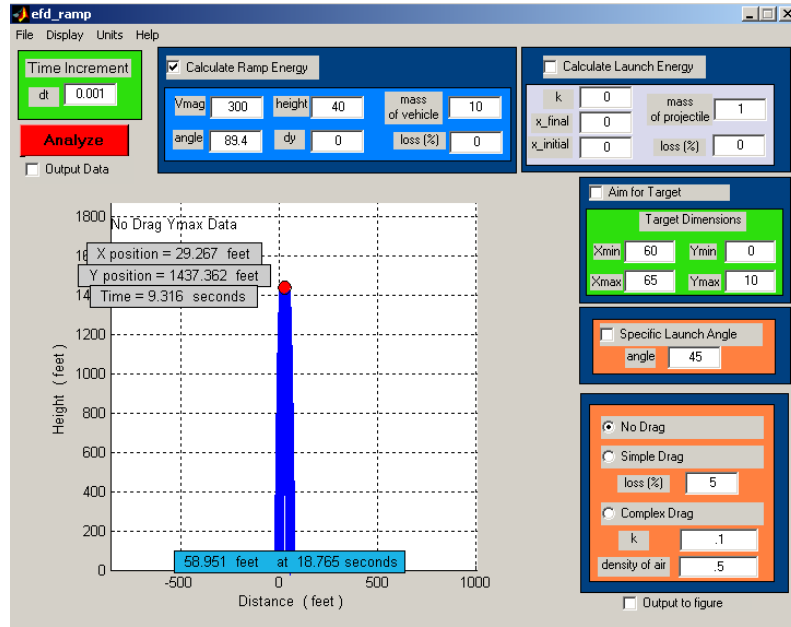 efd_ramp
File Display Units Help
Time Increment
dt 0.001
Analyze
Output Data
Calculate Ramp Energy
Vmag 300 height 40 mass of vehicle 10
angle 89.4 dy 0 loss (%) 0
Calculate Launch Energy
k 0
x_final 0
x_initial 0
mass of projectile 1
loss (%) 0
Aim for Target
Target Dimensions
Xmin 60 Ymin 0
Xmax 65 Ymax 10
Specific Launch Angle
angle 45
No Drag
Simple Drag
loss (%) 5
Complex Drag
k .1
density of air .5
Output to figure
No Drag Ymax Data
X position = 29.267 feet
Y position = 1437.362 feet
Time = 9.316 seconds
1800
1200
1000
800
600
400
200
0
Height ( feet )
58.951 feet at 18.765 seconds
-500 0 500 1000
Distance ( feet )